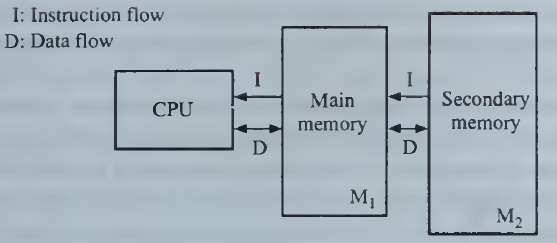 I: Instruction flow
D: Data flow
CPU
I
D
Main
memory
M₁
I
D
Secondary
memory
M₂